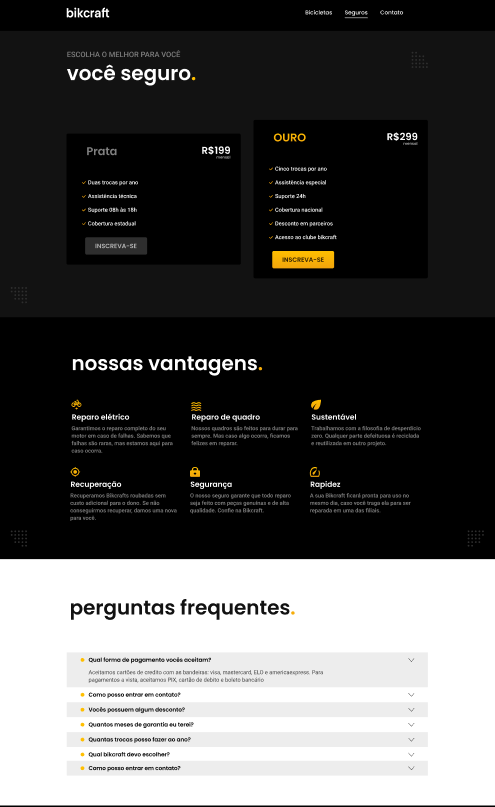 bikcraft
Bicicletas Seguros Contato
ESCOLHA O MELHOR PARA VOCÊ
você seguro.
Prata
R$199
mensal
Duas trocas por ano
Assistência técnica
Suporte 08h às 18h
Cobertura estadual
INSCREVA-SE
OURO
R$299
mensal
Cinco trocas por ano
Assistência especial
Suporte 24h
Cobertura nacional
Desconto em parceiros
Acesso ao clube bikcraft
INSCREVA-SE
nossas vantagens.
Reparo elétrico
Garantimos o reparo completo do seu
motor em caso de falhas. Sabemos que
falhas são raras, mas estamos aqui para
caso ocorra.
Reparo de quadro
Nossos quadros são feitos para durar para
sempre. Mas caso algo ocorra, ficamos
felizes em reparar.
Sustentável
Trabalhamos com a filosofia de desperdício
zero. Qualquer parte defeituosa é reciclada
e reutilizada em outro projeto.
Recuperação
Recuperamos Bikcrafts roubadas sem
custo adicional para o dono. Se não
conseguirmos recuperar, damos uma nova
para você.
Segurança
O nosso seguro garante que todo reparo
seja feito com peças genuínas e de alta
qualidade. Confie na Bikcraft.
Rapidez
A sua Bikcraft ficará pronta para uso no
mesmo dia, caso você traga ela para ser
reparada em uma das filiais.
perguntas frequentes.
Qual forma de pagamento vocês aceitam?
Aceitamos cartões de credito com as bandeiras: visa, mastercard, ELO e americaexpress. Para
pagamentos a vista, aceitamos PIX, cartão de débito e boleto bancário
Como posso entrar em contato?
Vocês possuem algum desconto?
Quantos meses de garantia eu terei?
Quantas trocas posso fazer ao ano?
Qual bikcraft devo escolher?
Como posso entrar em contato?